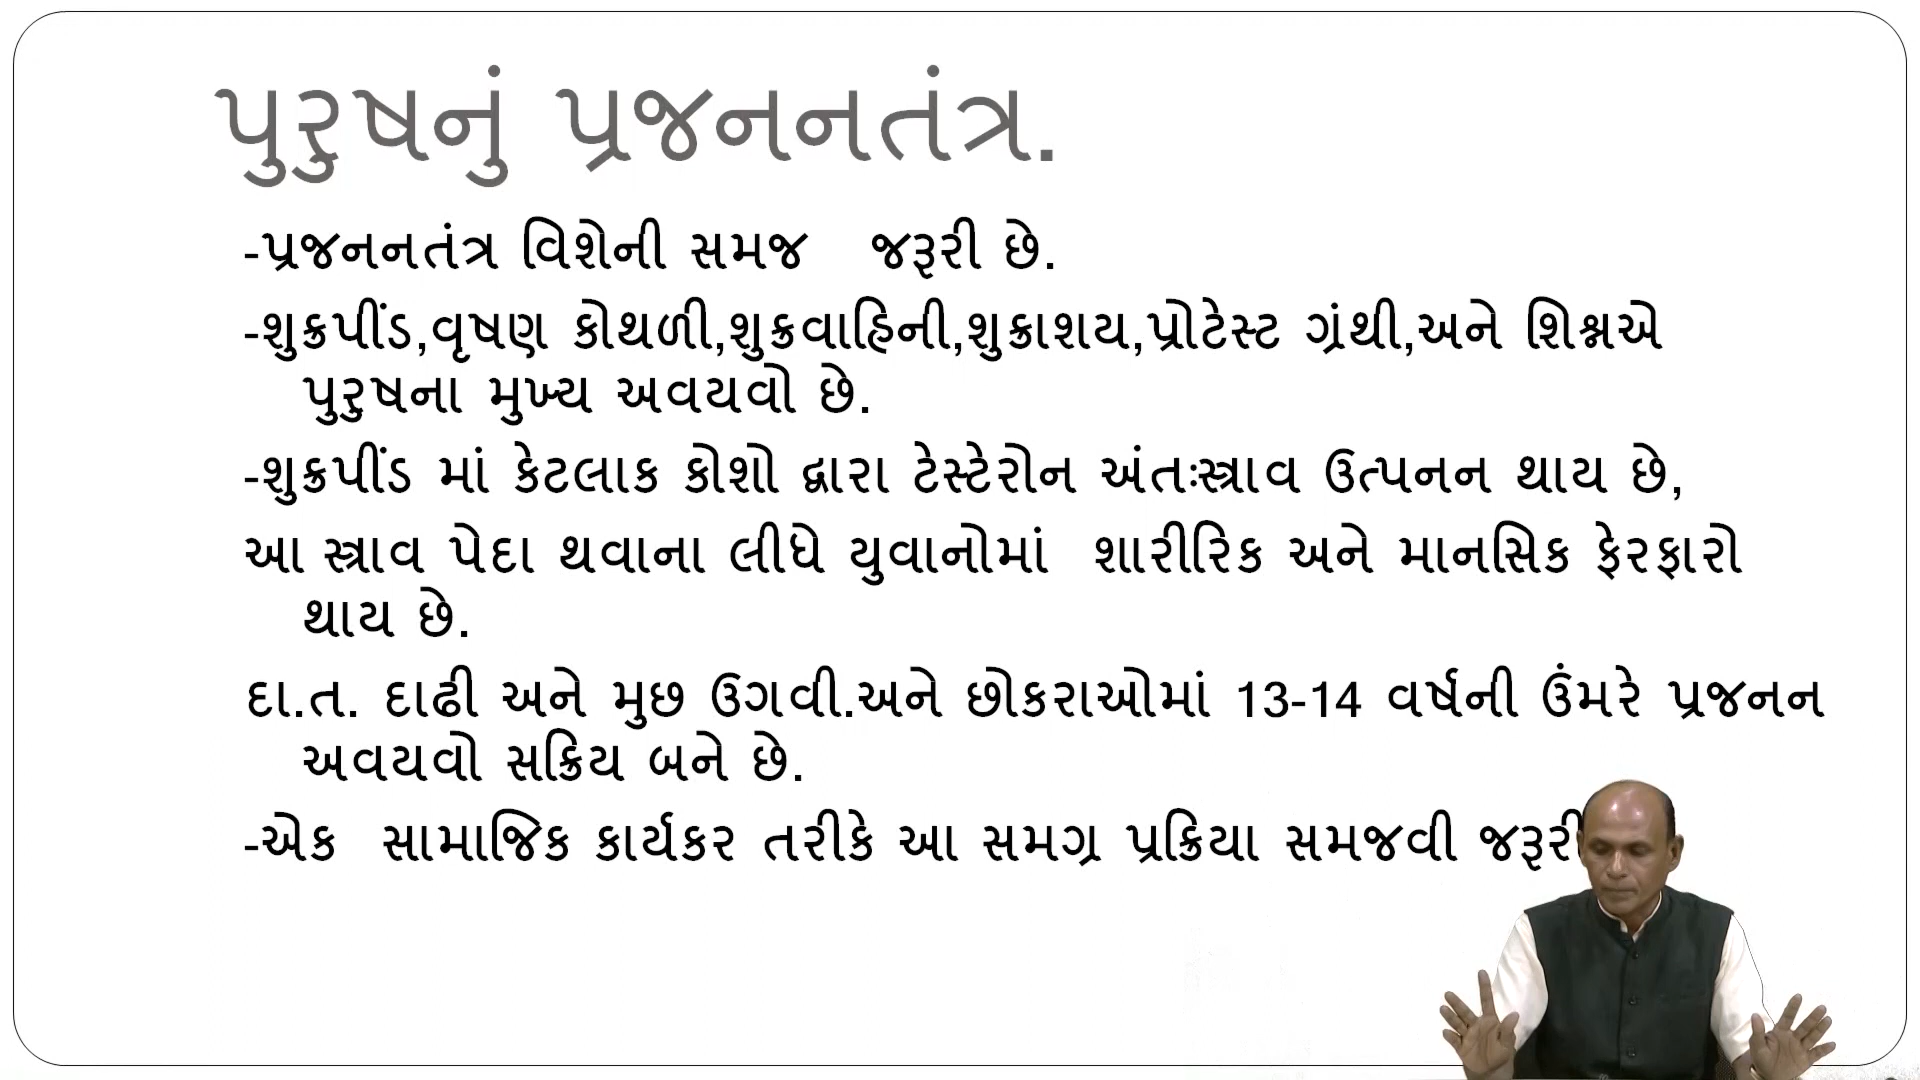 પુરુષનું પ્રજનનતંત્ર.
-પ્રજનનતંત્ર વિશેની સમજ જરૂરી છે.
-શુક્રપીંડ,વૃષણ કોથળી,શુક્રવાહિની,શુક્રાશય,પ્રોટેસ્ટ ગ્રંથી,અને શિશ્નએ
પુરુષના મુખ્ય અવયવો છે.
-શુક્રપીંડ માં કેટલાક કોશો દ્વારા ટેસ્ટેરોન અંતઃસ્ત્રાવ ઉત્પનન થાય છે,
આ સ્ત્રાવ પેદા થવાના લીધે યુવાનોમાં શારીરિક અને માનસિક ફેરફારો
થાય છે.
દા.ત. દાઢી અને મુછ ઉગવી.અને છોકરાઓમાં 13-14 વર્ષની ઉંમરે પ્રજનન
અવયવો સક્રિય બને છે.
-એક સામાજિક કાર્યકર તરીકે આ સમગ્ર પ્રક્રિયા સમજવી જરૂરી